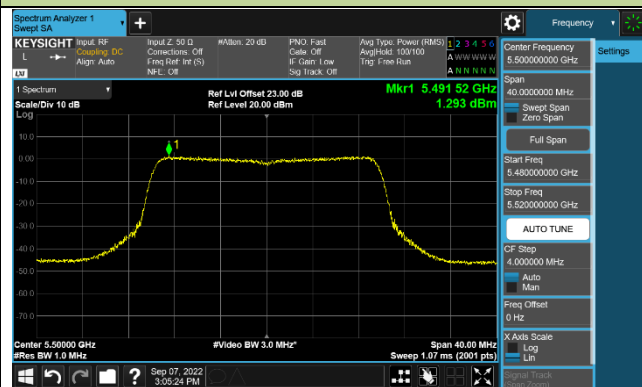 Spectrum Analyzer 1
Swept SA
Frequency
KEYSIGHT
L
LXI
Input: RF
Coupling: DC
Align: Auto
Input Z: 50 Ω
Corrections: Off
Freq Ref: Int (S)
NFE: Off
#Atten: 20 dB
PNO: Fast
Gate: Off
IF Gain: Low
Sig Track: Off
Avg Type: Power (RMS)
Avg|Hold: 100/100
Trig: Free Run
1 2 3 4 5 6
A W W W W W
A N N N N N
1 Spectrum
Scale/Div 10 dB
Log
Ref Lvl Offset 23.00 dB
Ref Level 20.00 dBm
Mkr1 5.491 52 GHz
1.293 dBm
10.0
0.00
-10.0
-20.0
-30.0
-40.0
-50.0
-60.0
-70.0
1
Center 5.50000 GHz
#Res BW 1.0 MHz
#Video BW 3.0 MHz*
Span 40.00 MHz
Sweep 1.07 ms (2001 pts)
Sep 07, 2022
3:05:24 PM
Center Frequency
5.500000000 GHz
Settings
Span
40.0000000 MHz
Swept Span
Zero Span
Full Span
Start Freq
5.480000000 GHz
Stop Freq
5.520000000 GHz
AUTO TUNE
CF Step
4.000000 MHz
Auto
Man
Freq Offset
0 Hz
X Axis Scale
Log
Lin
Signal Track
(Span Zoom)